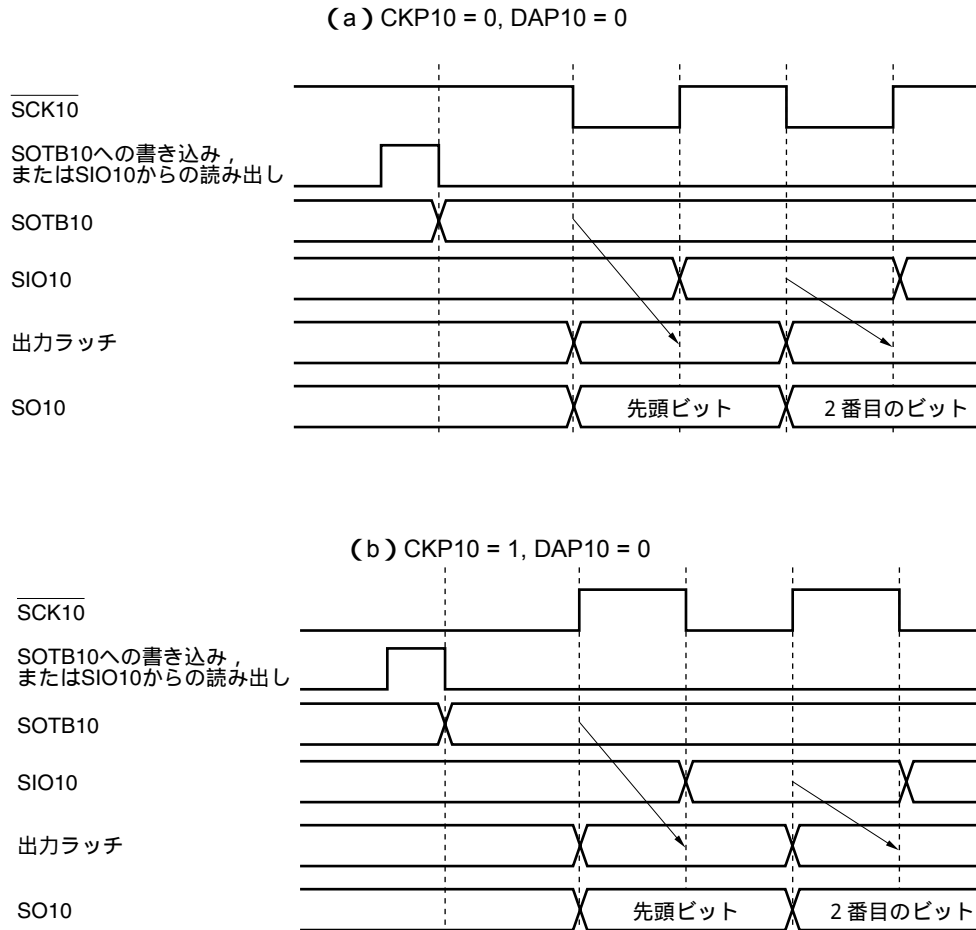 (a) CKP10 = 0, DAP10 = 0
SCK10
SOTB10への書き込み，
またはSIO10からの読み出し
SOTB10
SIO10
出力ラッチ
SO10
先頭ビット
2番目のビット
(b) CKP10 = 1, DAP10 = 0
SCK10
SOTB10への書き込み，
またはSIO10からの読み出し
SOTB10
SIO10
出力ラッチ
SO10
先頭ビット
2番目のビット